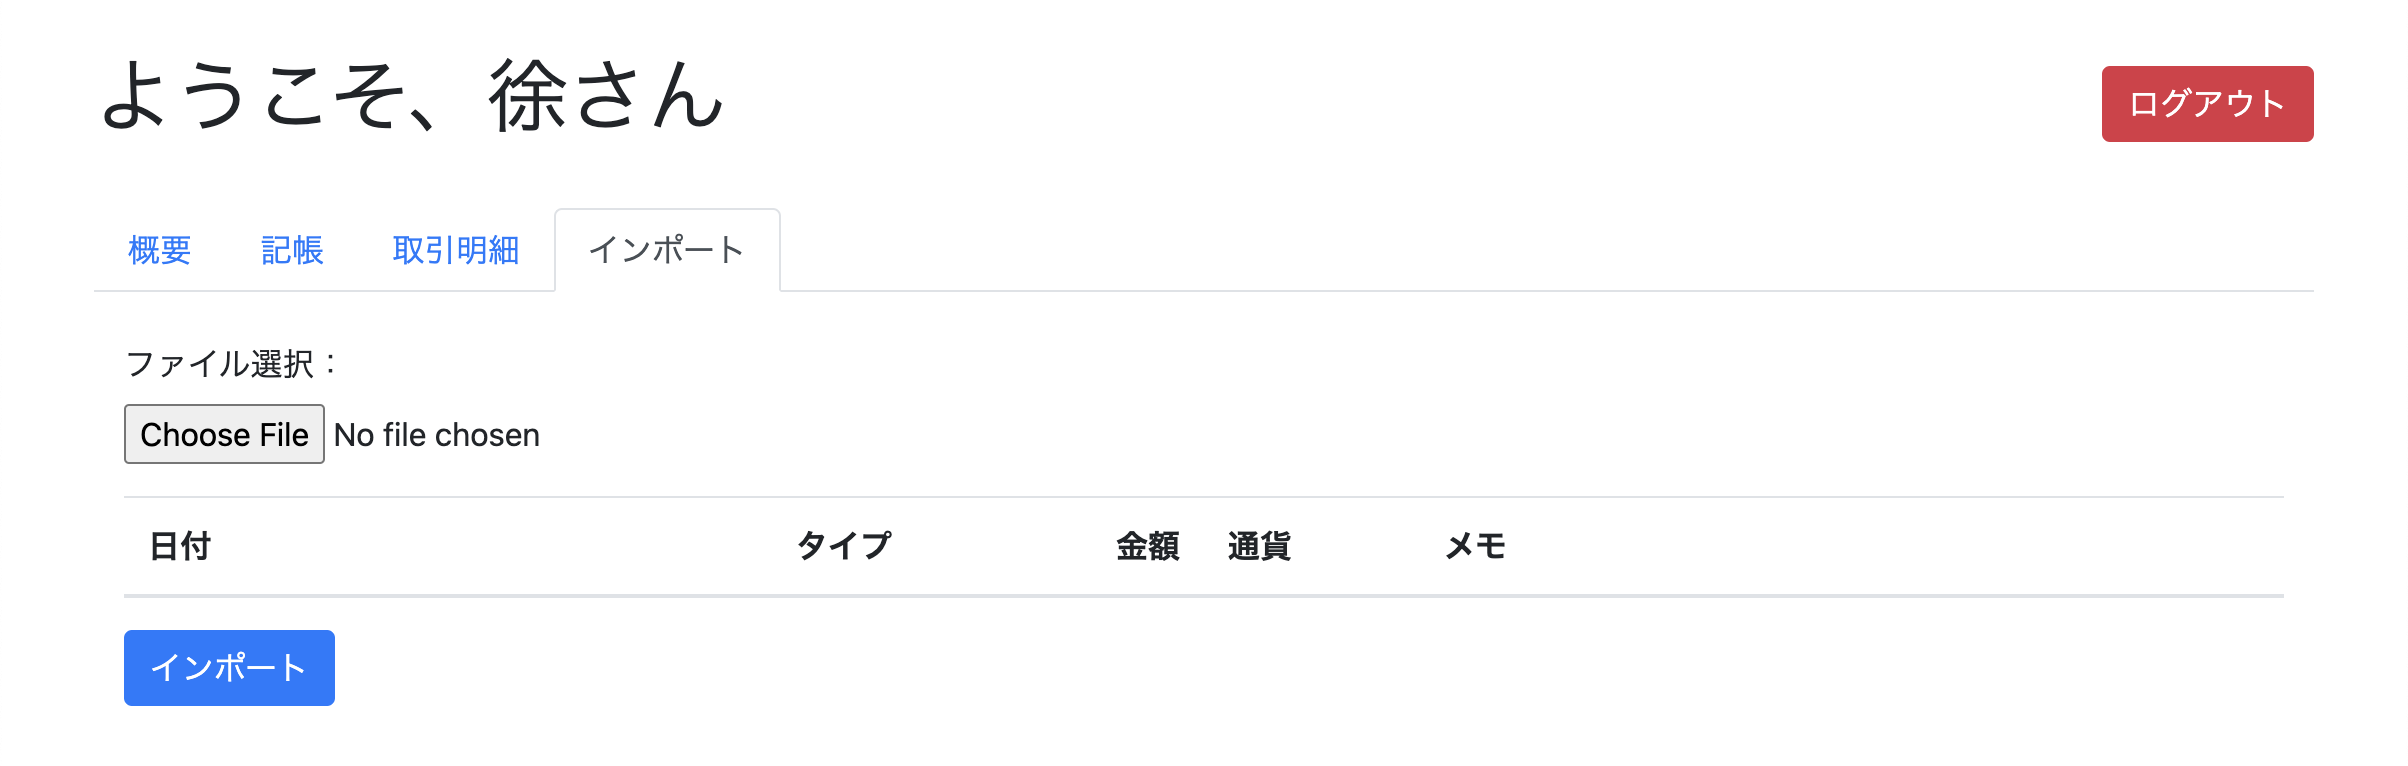 ようこそ、徐さん
ログアウト
概要 記帳 取引明細 インポート
ファイル選択：
Choose File No file chosen
日付 タイプ 金額 通貨 メモ
インポート